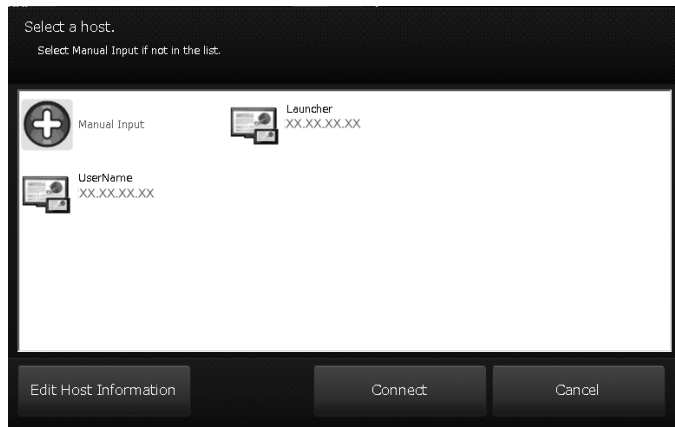 Select a host.
Select Manual Input if not in the list.
Manual Input
Launcher
XX.XX.XX.XX
UserName
XX.XX.XX.XX
Edit Host Information
Connect
Cancel